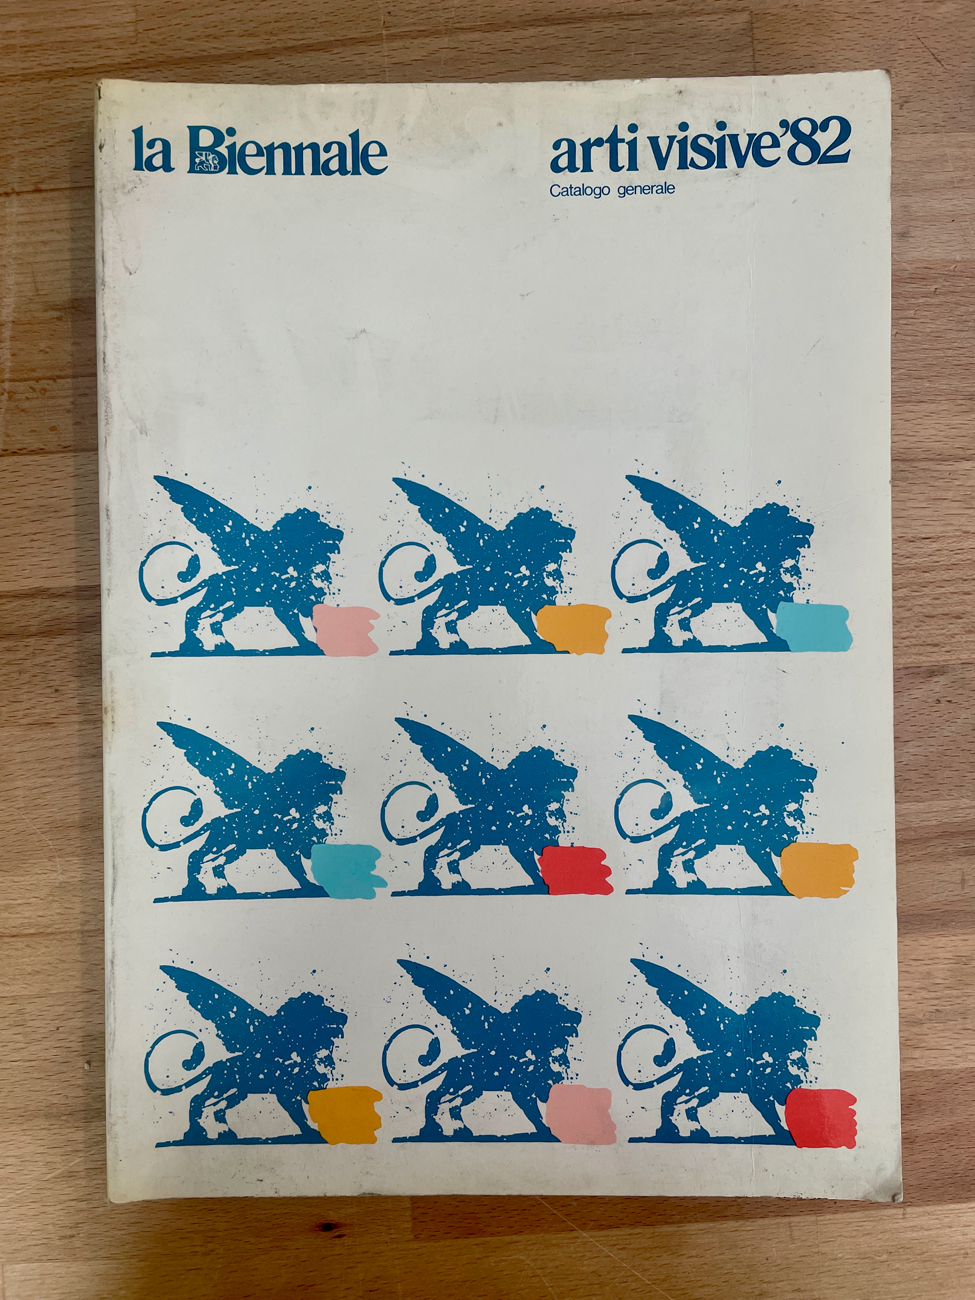 la Biennale
arti visive'82
Catalogo generale